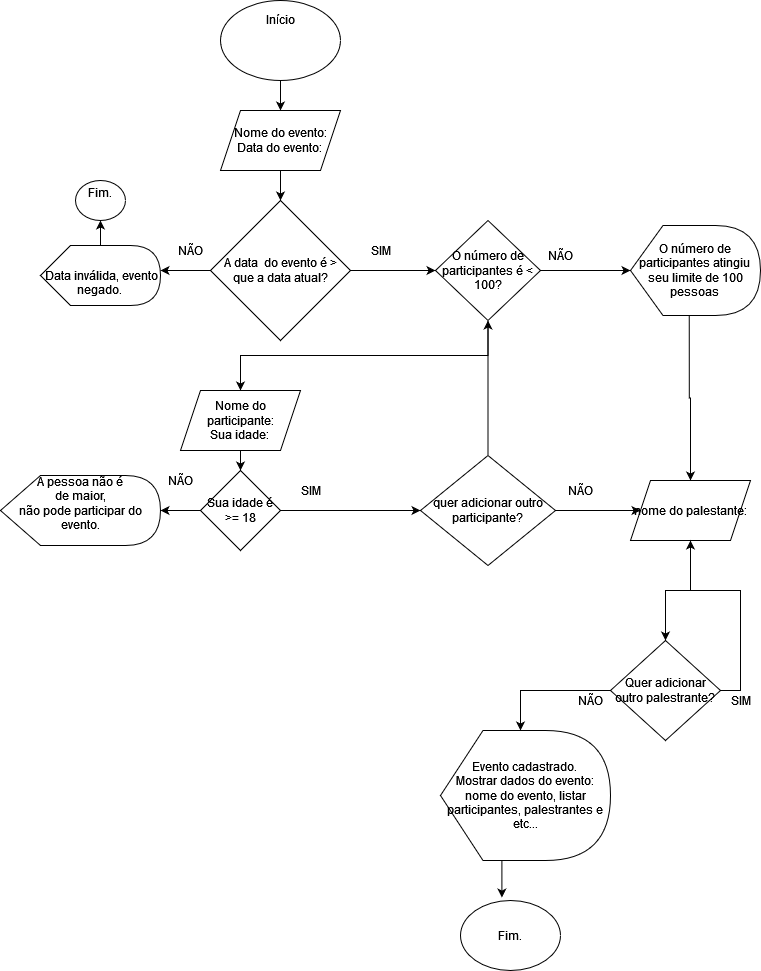 Início
Nome do evento:
Data do evento:
Fim.
NÃO
SIM
NÃO
Data inválida, evento
negado.
A data  do evento é >
que a data atual?
O número de
participantes é <
100?
O número de
participantes atingiu
seu limite de 100
pessoas
Nome do
participante:
Sua idade:
A pessoa não é
de maior,
não pode participar do
evento.
NÃO
Sua idade é
>= 18
SIM
quer adicionar outro
participante?
NÃO
Nome do palestante:
Quer adicionar
outro palestrante?
NÃO
SIM
Evento cadastrado.
Mostrar dados do evento:
nome do evento, listar
participantes, palestrantes e
etc...
Fim.